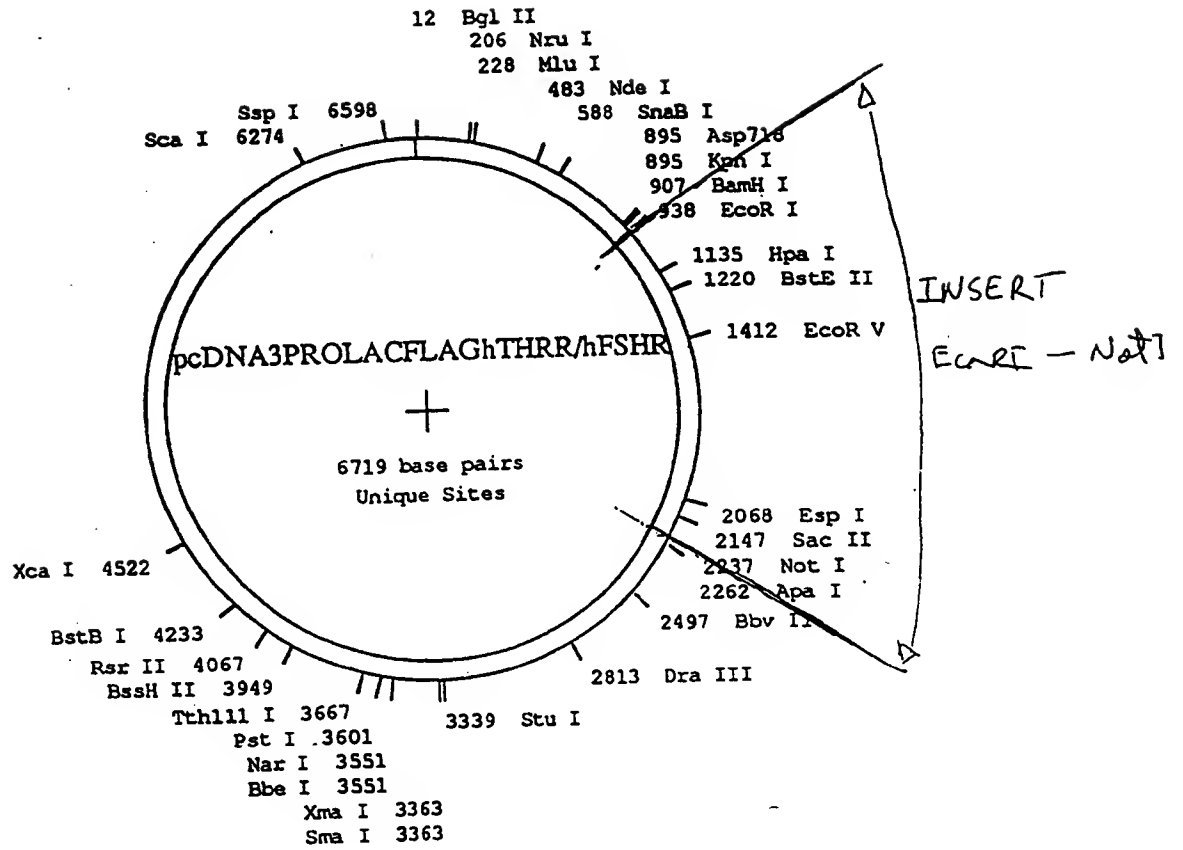 12 Bgl II
206 Nru I
228 Mlu I
483 Nde I
588 SnaB I
895 Asp718
895 Kpn I
907 BamH I
938 EcoR I
1135 Hpa I
1220 BstE II
1412 EcoR V
INSERT
EcoRI - NotI
2068 Esp I
2147 Sac II
2237 Not I
2262 Apa I
2497 Bbv II
2813 Dra III
3339 Stu I
Ssp I 6598
Sca I 6274
pcDNA3PROLACFLAGhTHRR/hFSHR
6719 base pairs
Unique Sites
Xca I 4522
BstB I 4233
Rsr II 4067
BssH II 3949
Tth111 I 3667
Pst I 3601
Nar I 3551
Bbe I 3551
Xma I 3363
Sma I 3363